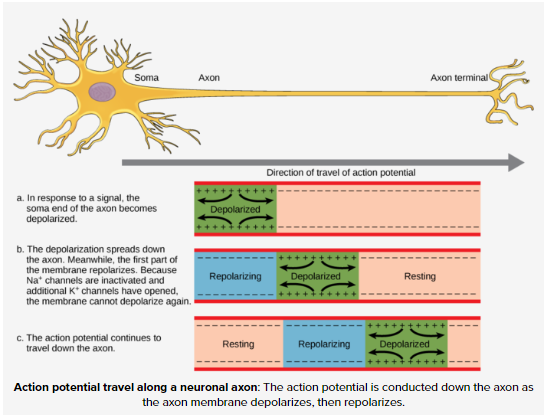 Soma
Axon
Axon terminal
Direction of travel of action potential
a. In response to a signal, the
soma end of the axon becomes
depolarized.
+ + + + + + + + +
Depolarized
+ + + + + + + + +
b. The depolarization spreads down
the axon. Meanwhile, the first part of
the membrane repolarizes. Because
Na⁺ channels are inactivated and
additional K⁺ channels have opened,
the membrane cannot depolarize again.
Repolarizing
+ + + + + + + + +
Depolarized
+ + + + + + + + +
Resting
c. The action potential continues to
travel down the axon.
Resting
Repolarizing
+ + + + + + + + +
Depolarized
+ + + + + + + + +
Action potential travel along a neuronal axon: The action potential is conducted down the axon as
the axon membrane depolarizes, then repolarizes.